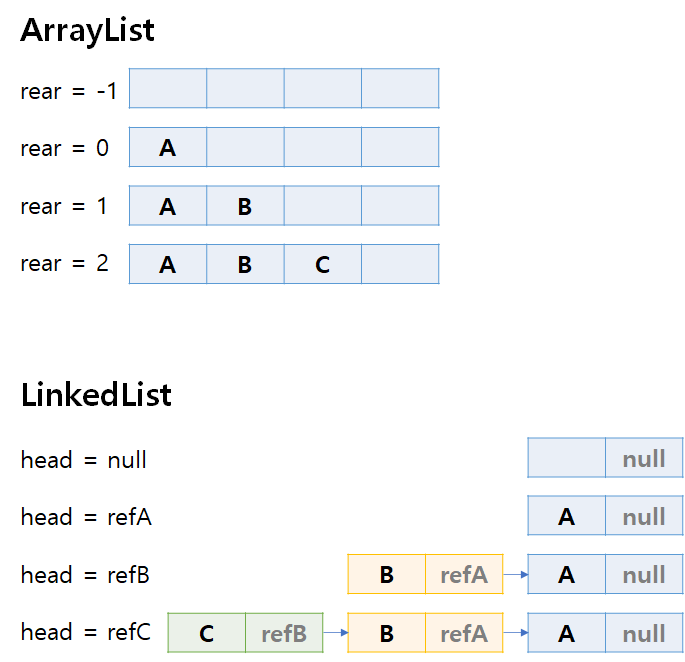 ArrayList
rear = -1
rear = 0 A
rear = 1 A B
rear = 2 A B C
LinkedList
head = null null
head = refA A null
head = refB B refA A null
head = refC C refB B refA A null